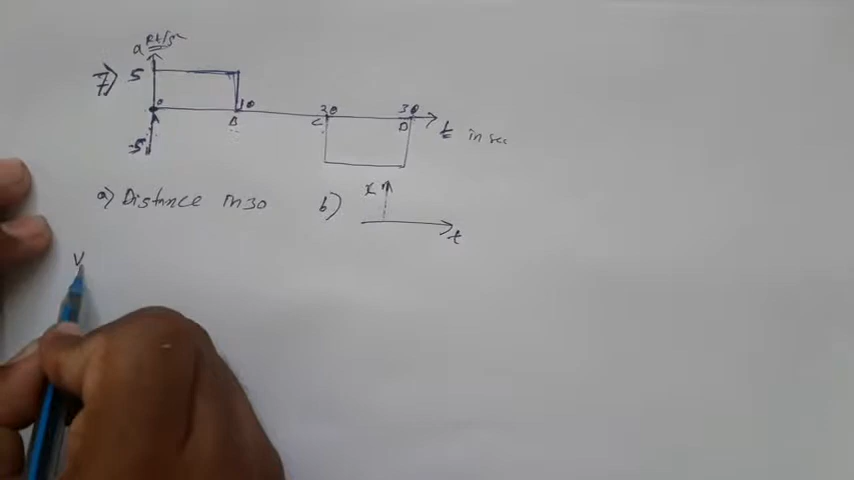 a ft/s²
7) 5
0 10 20 30
B C D t in sec
-5
a) Distance in 30 b) x
t
V